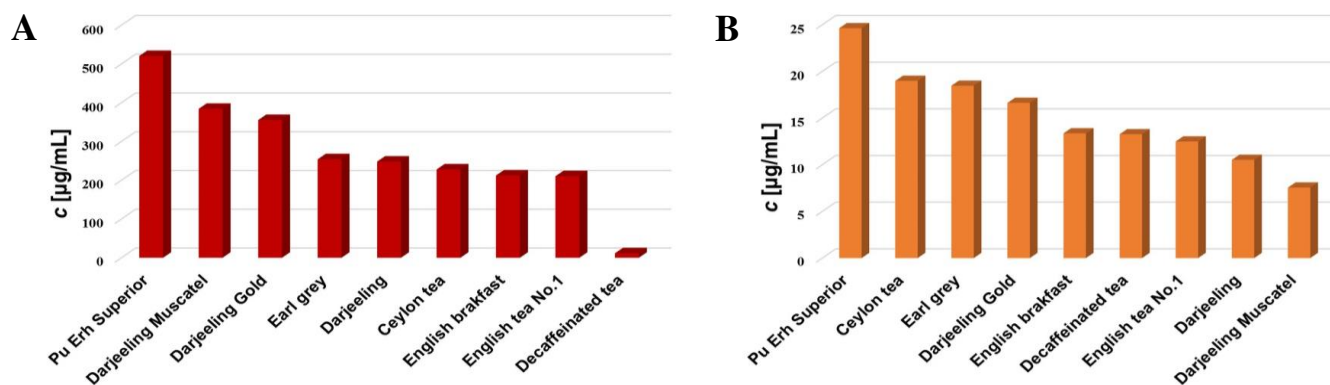 A
c [µg/mL]
600
500
400
300
200
100
0
Pu Erh Superior
Darjeeling Muscatel
Darjeeling Gold
Earl grey
Darjeeling
Ceylon tea
English brakfast
English tea No.1
Decaffeinated tea
B
c [µg/mL]
25
20
15
10
5
0
Pu Erh Superior
Ceylon tea
Earl grey
Darjeeling Gold
English brakfast
Decaffeinated tea
English tea No.1
Darjeeling
Darjeeling Muscatel